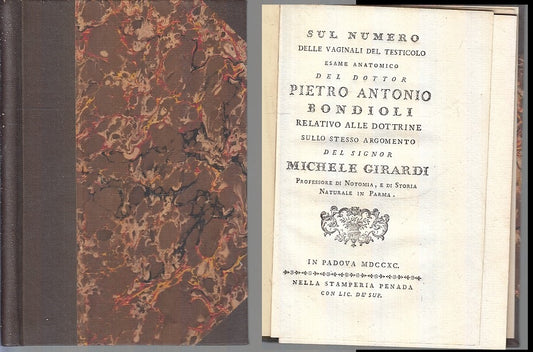 SUL NUMERO
DELLE VAGINALI DEL TESTICOLO
ESAME ANATOMICO
DEL DOTTOR
PIETRO ANTONIO
BONDIOLI
RELATIVO ALLE DOTTRINE
SULLO STESSO ARGOMENTO
DEL SIGNOR
MICHELE GIRARDI
PROFESSORE DI NOTOMIA, E DI STORIA
NATURALE IN PARMA.
IN PADOVA MDCCXC.
NELLA STAMPERIA PENADA
CON LIC. DE' SUP.